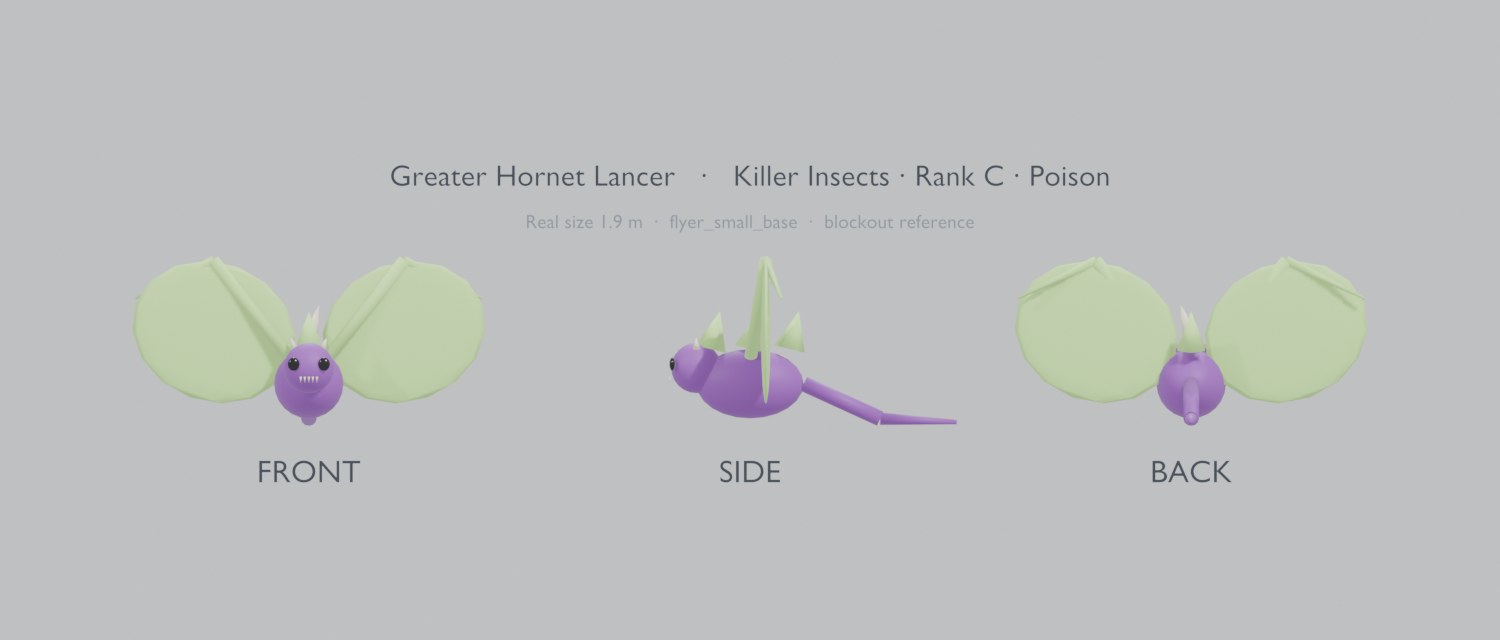 Greater Hornet Lancer · Killer Insects · Rank C · Poison
Real size 1.9 m · flyer_small_base · blockout reference
FRONT
SIDE
BACK